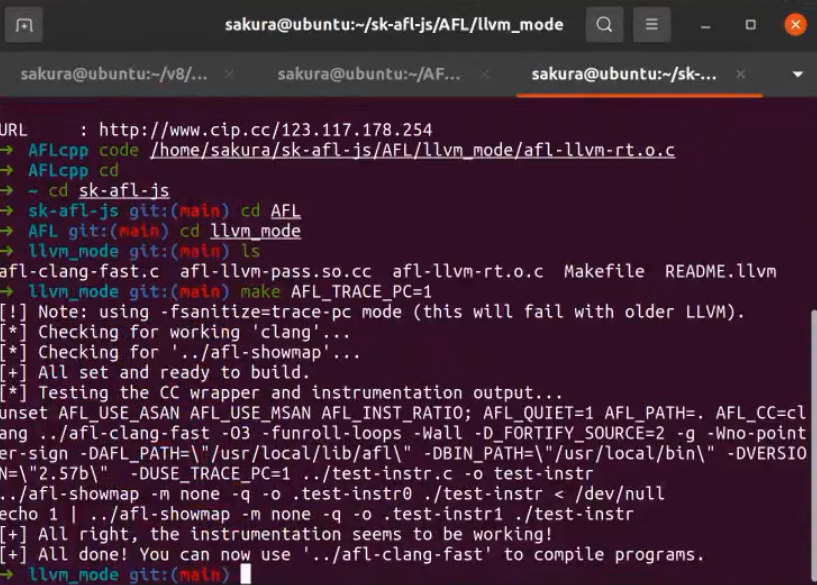 sakura@ubuntu:~/sk-afl-js/AFL/llvm_mode
sakura@ubuntu:~/v8/...
sakura@ubuntu:~/AF...
sakura@ubuntu:~/sk-...
URL : http://www.cip.cc/123.117.178.254
→ AFLcpp code /home/sakura/sk-afl-js/AFL/llvm_mode/afl-llvm-rt.o.c
→ AFLcpp cd
→ ~ cd sk-afl-js
→ sk-afl-js git:(main) cd AFL
→ AFL git:(main) cd llvm_mode
→ llvm_mode git:(main) ls
afl-clang-fast.c afl-llvm-pass.so.cc afl-llvm-rt.o.c Makefile README.llvm
→ llvm_mode git:(main) make AFL_TRACE_PC=1
[!] Note: using -fsanitize=trace-pc mode (this will fail with older LLVM).
[*] Checking for working 'clang'...
[*] Checking for '../afl-showmap'...
[+] All set and ready to build.
[*] Testing the CC wrapper and instrumentation output...
unset AFL_USE_ASAN AFL_USE_MSAN AFL_INST_RATIO; AFL_QUIET=1 AFL_PATH=. AFL_CC=cl
ang ../afl-clang-fast -O3 -funroll-loops -Wall -D_FORTIFY_SOURCE=2 -g -Wno-point
er-sign -DAFL_PATH=\"/usr/local/lib/afl\" -DBIN_PATH=\"/usr/local/bin\" -DVERSIO
N=\"2.57b\" -DUSE_TRACE_PC=1 ../test-instr.c -o test-instr
../afl-showmap -m none -q -o .test-instr0 ./test-instr < /dev/null
echo 1 | ../afl-showmap -m none -q -o .test-instr1 ./test-instr
[+] All right, the instrumentation seems to be working!
[+] All done! You can now use '../afl-clang-fast' to compile programs.
→ llvm_mode git:(main)